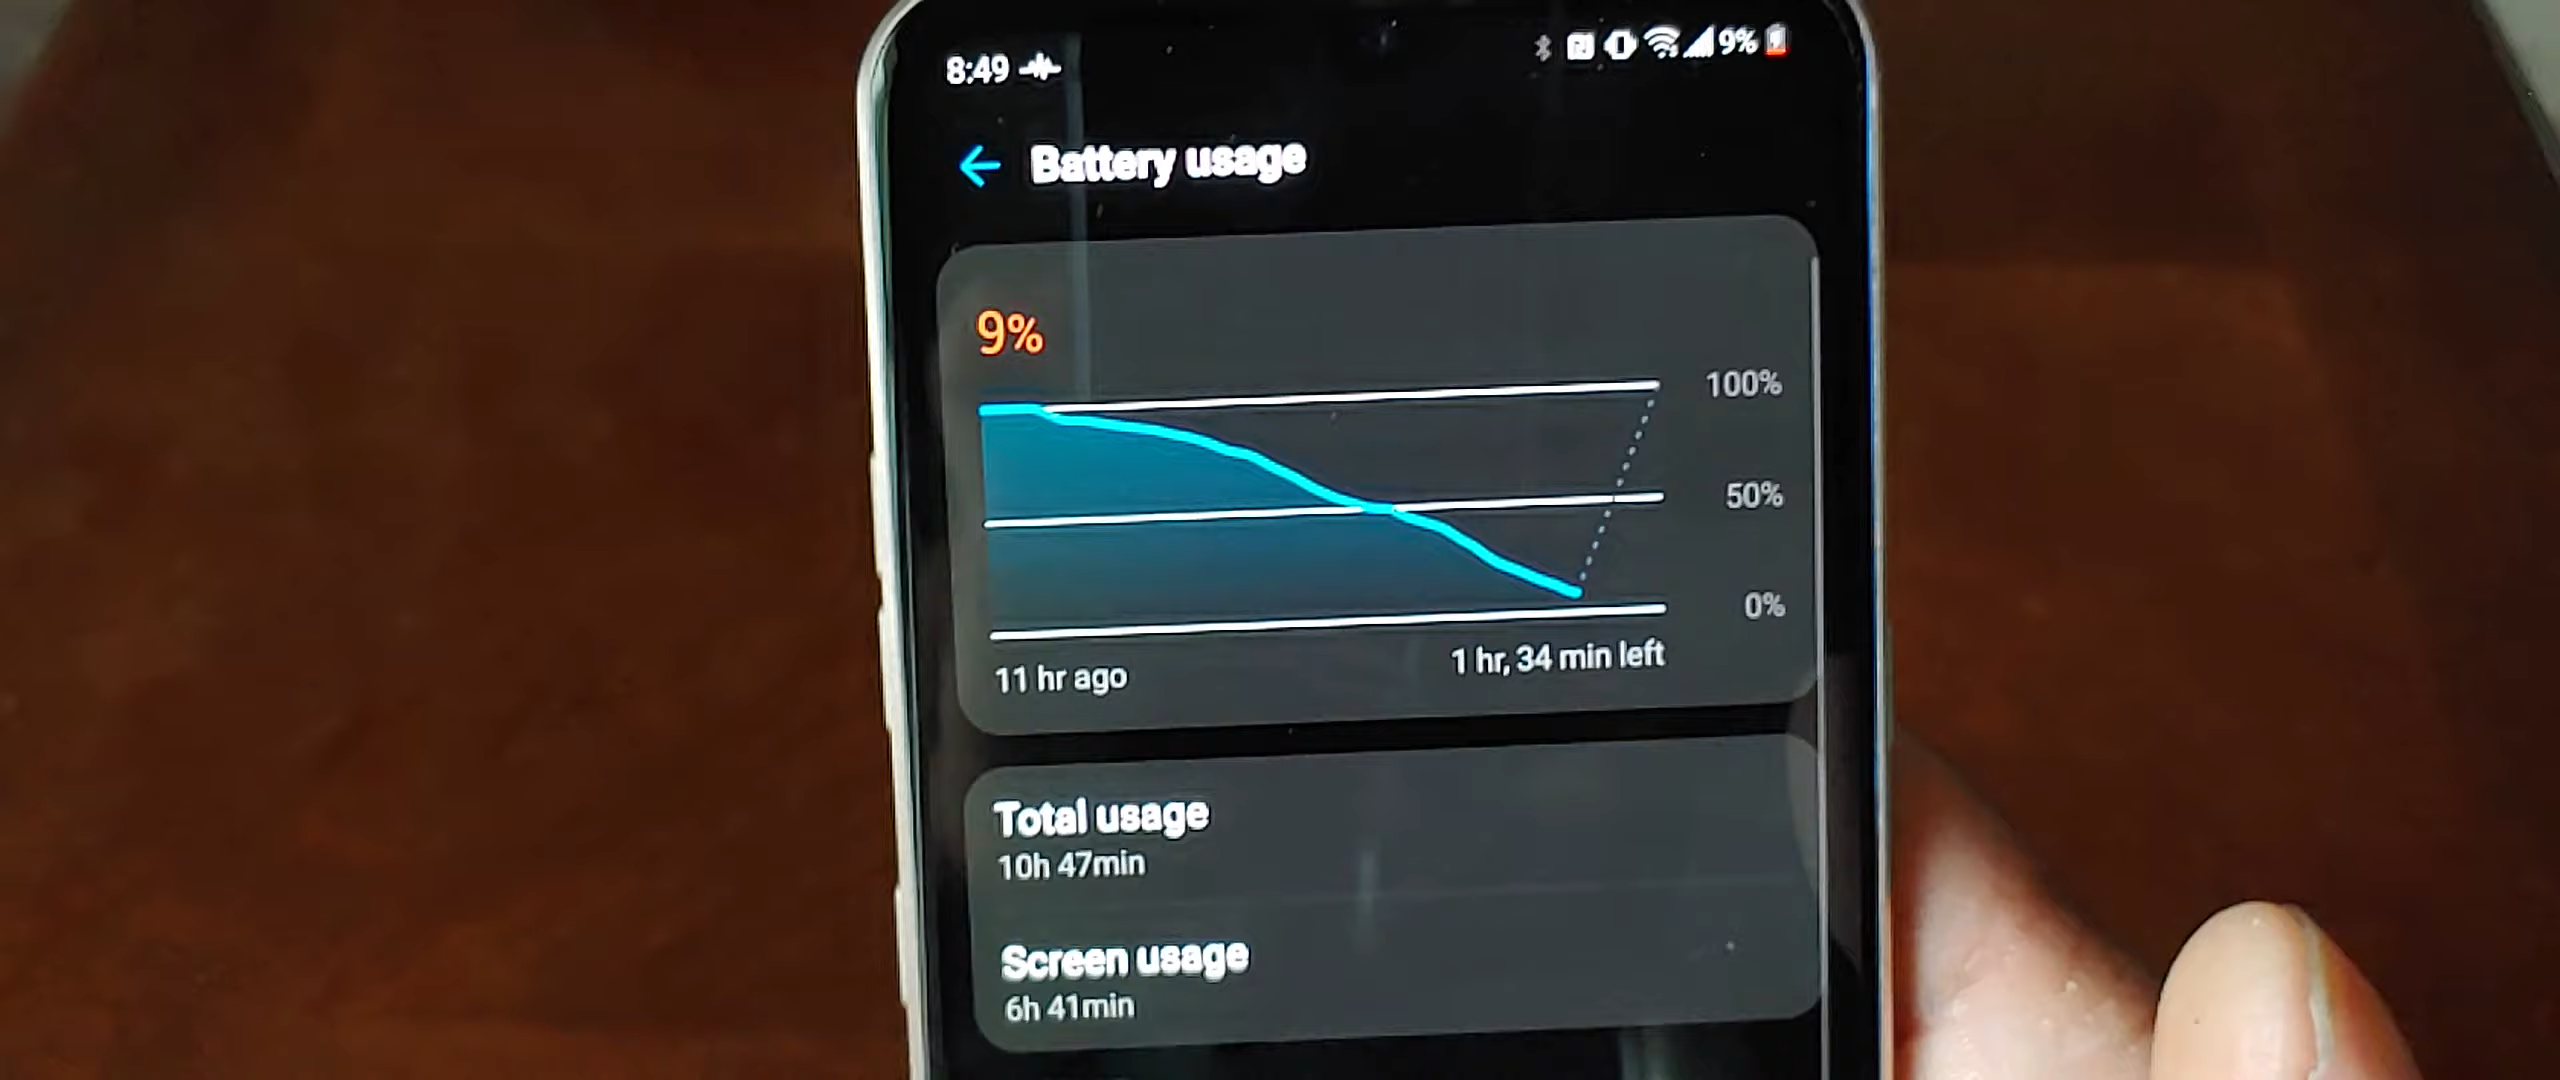 8:49 9%
Battery usage
9%
100%
50%
0%
11 hr ago 1 hr, 34 min left
Total usage
10h 47min
Screen usage
6h 41min